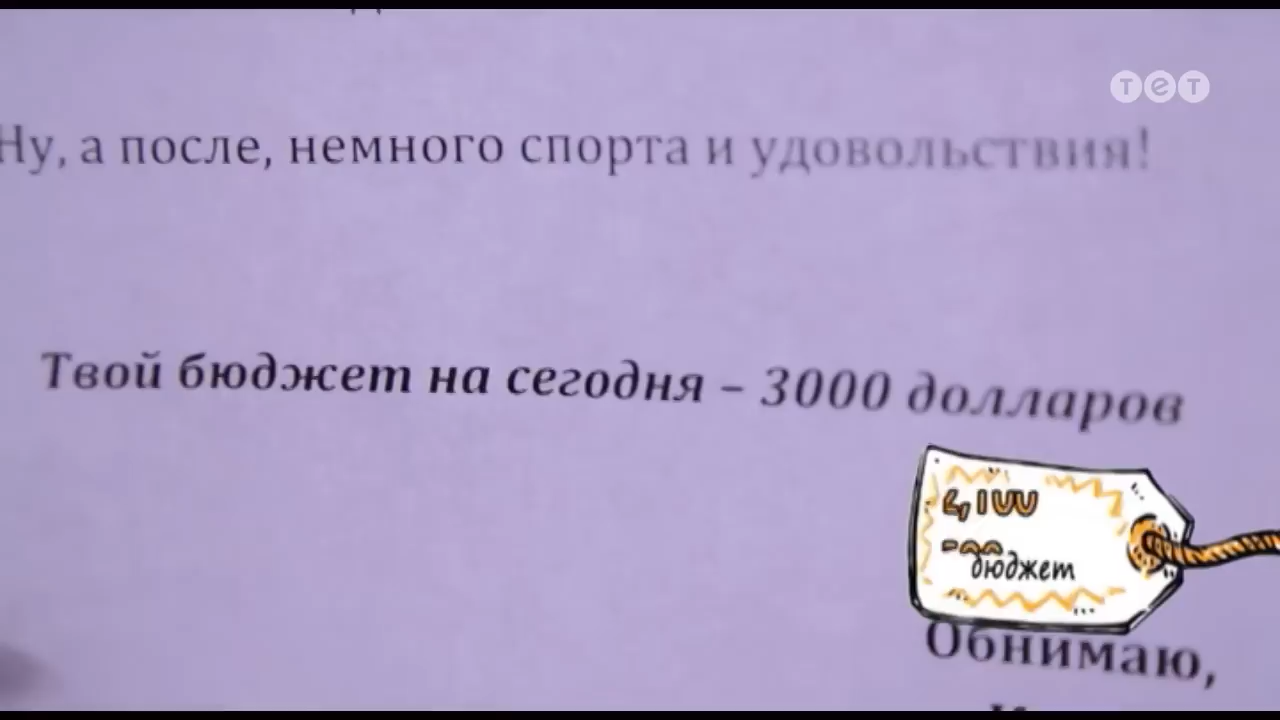 тет
Ну, а после, немного спорта и удовольствия!
Твой бюджет на сегодня – 3000 долларов
бюджет
Обнимаю,